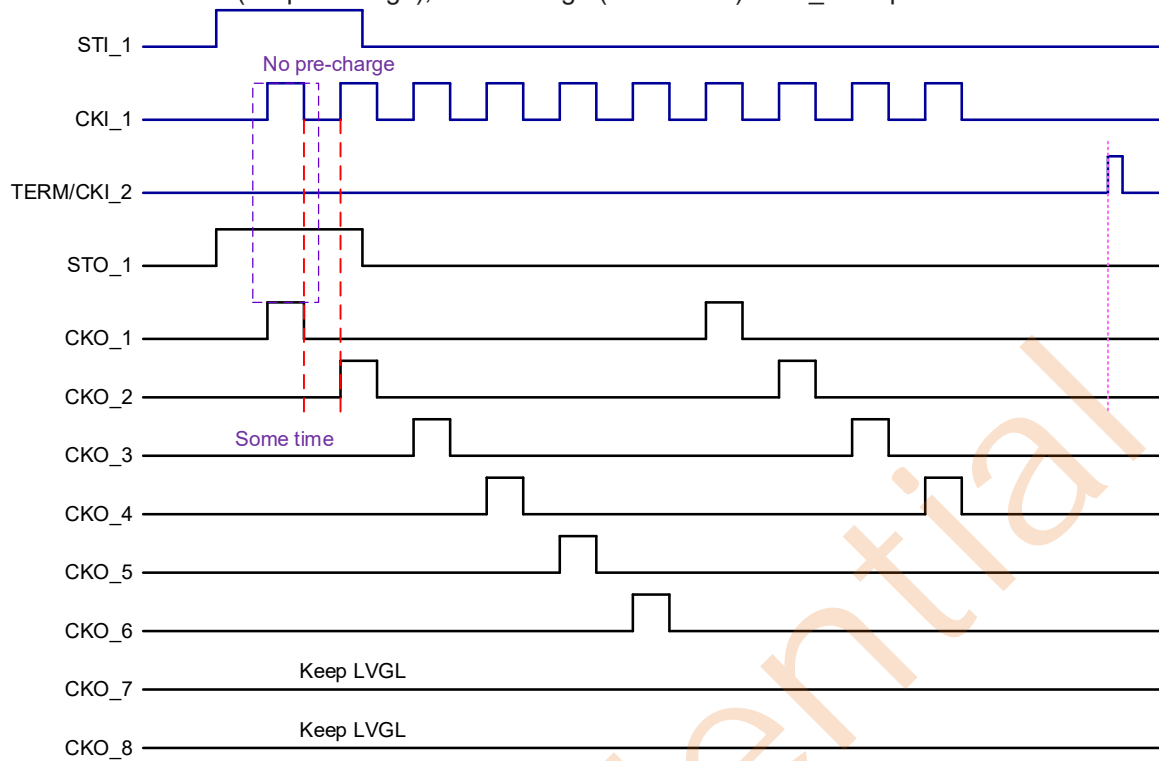 STI_1
No pre-charge
CKI_1
TERM/CKI_2
STO_1
CKO_1
CKO_2
Some time
CKO_3
CKO_4
CKO_5
CKO_6
Keep LVGL
CKO_7
Keep LVGL
CKO_8
ential